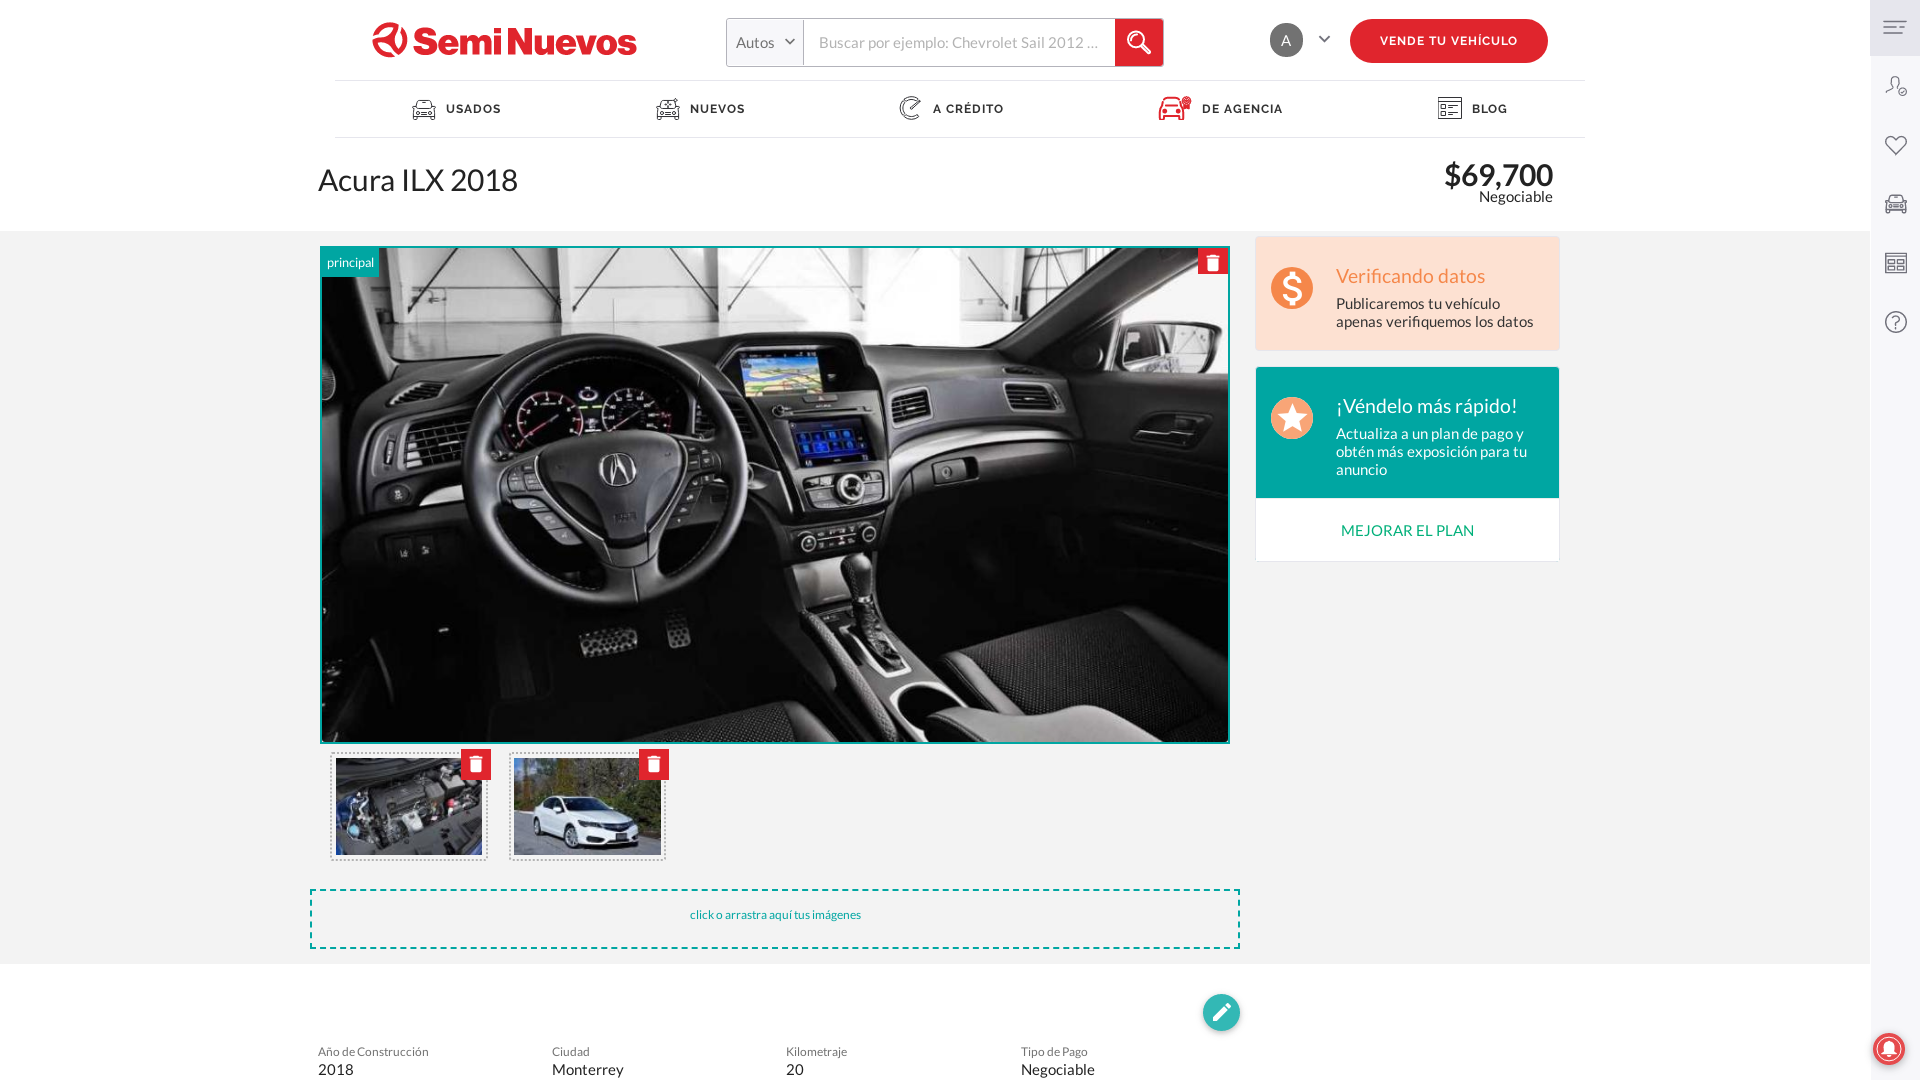 Semi Nuevos
Autos
Buscar por ejemplo: Chevrolet Sail 2012 ...
A
VENDE TU VEHÍCULO
USADOS
NUEVOS
A CRÉDITO
DE AGENCIA
BLOG
Acura ILX 2018
$69,700
Negociable
principal
Verificando datos
Publicaremos tu vehículo
apenas verifiquemos los datos
¡Véndelo más rápido!
Actualiza a un plan de pago y
obtén más exposición para tu
anuncio
MEJORAR EL PLAN
click o arrastra aquí tus imágenes
Año de Construcción
2018
Ciudad
Monterrey
Kilometraje
20
Tipo de Pago
Negociable